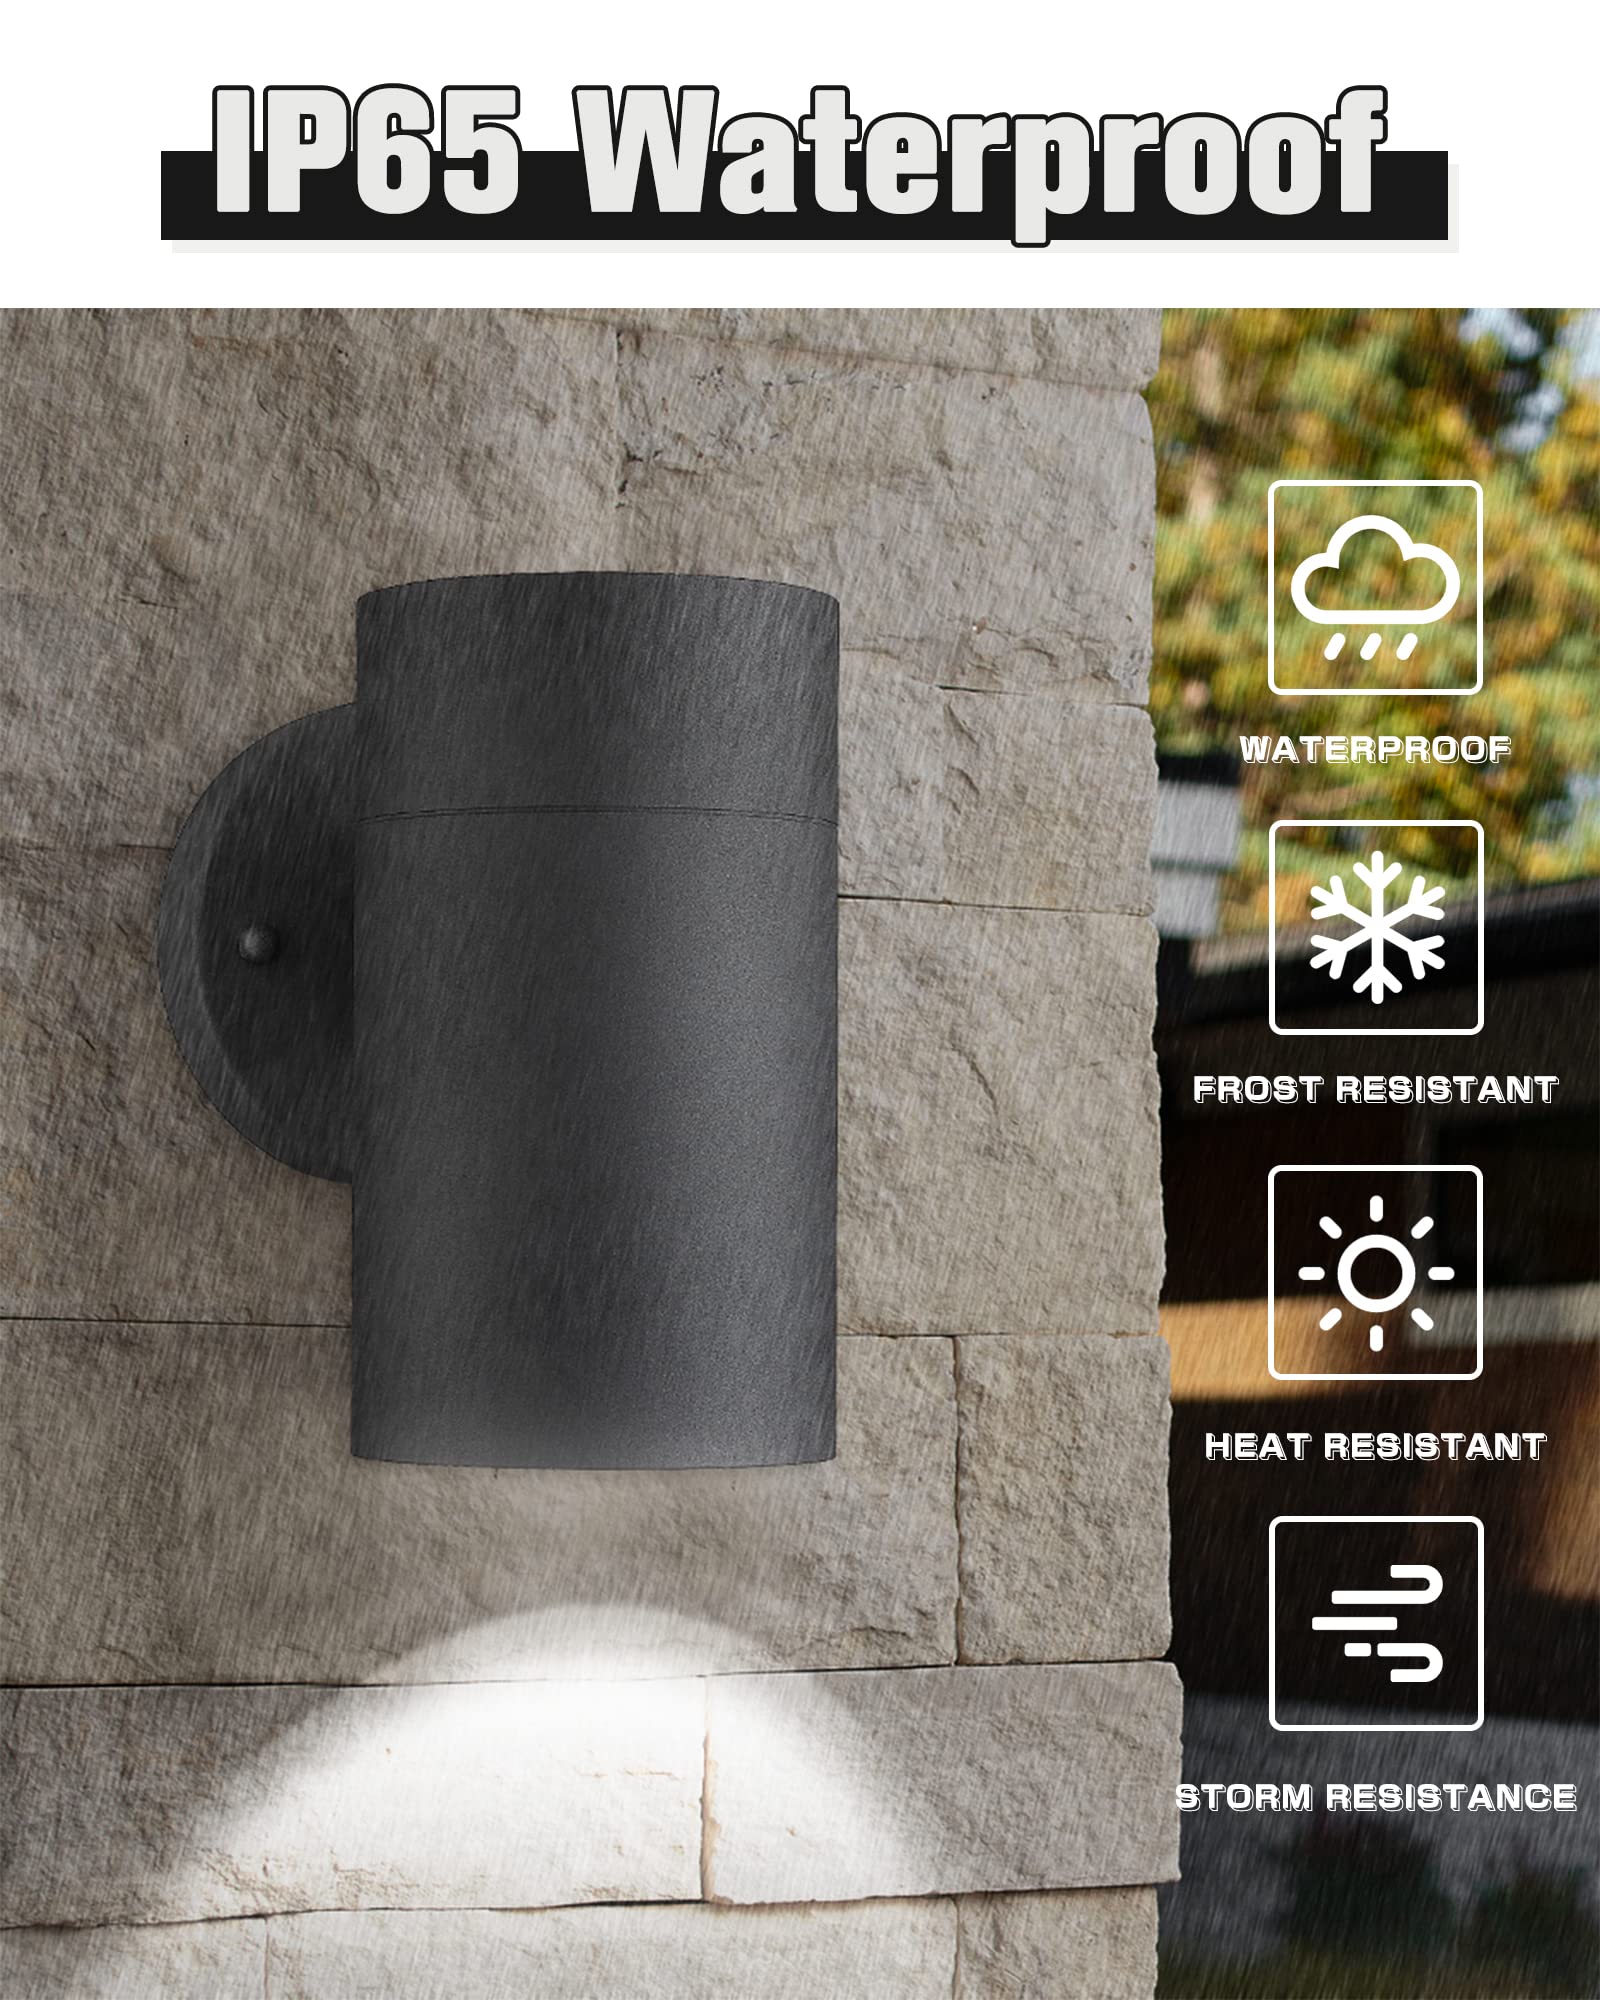 IP65 Waterproof
WATERPROOF
FROST RESISTANT
HEAT RESISTANT
STORM RESISTANCE